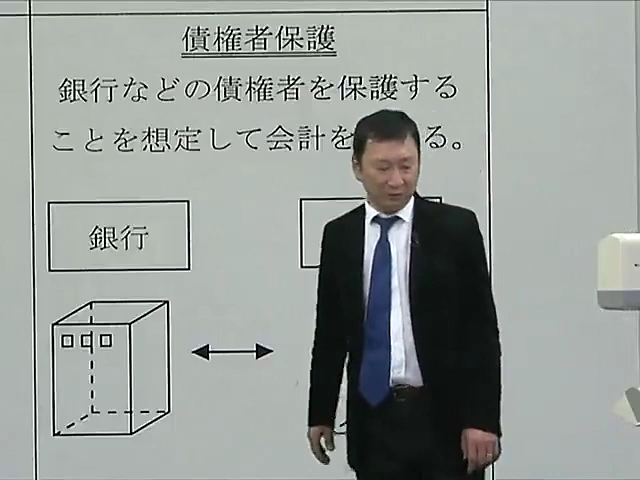 債権者保護
銀行などの債権者を保護する
ことを想定して会計を る。
銀行